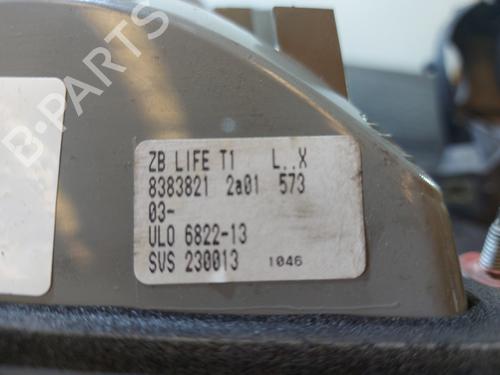 B-PARTS
ZB LIFE T1 L..X
8383821 2a01 573
03-
ULO 6822-13
SVS 230013 1046